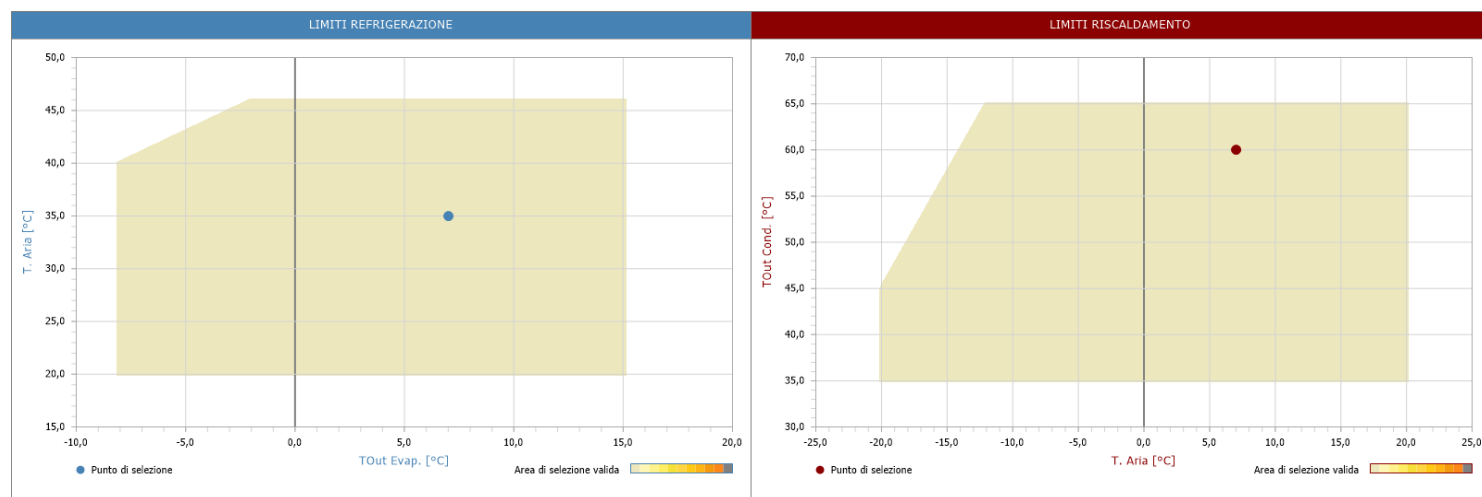 LIMITI REFRIGERAZIONE
50,0
45,0
40,0
35,0
30,0
25,0
20,0
15,0
T. Aria [°C]
-10,0 -5,0 0,0 5,0 10,0 15,0 20,0
TOut Evap. [°C]
Punto di selezione
Area di selezione valida
LIMITI RISCALDAMENTO
70,0
65,0
60,0
55,0
50,0
45,0
40,0
35,0
30,0
TOut Cond. [°C]
-25,0 -20,0 -15,0 -10,0 -5,0 0,0 5,0 10,0 15,0 20,0 25,0
T. Aria [°C]
Punto di selezione
Area di selezione valida